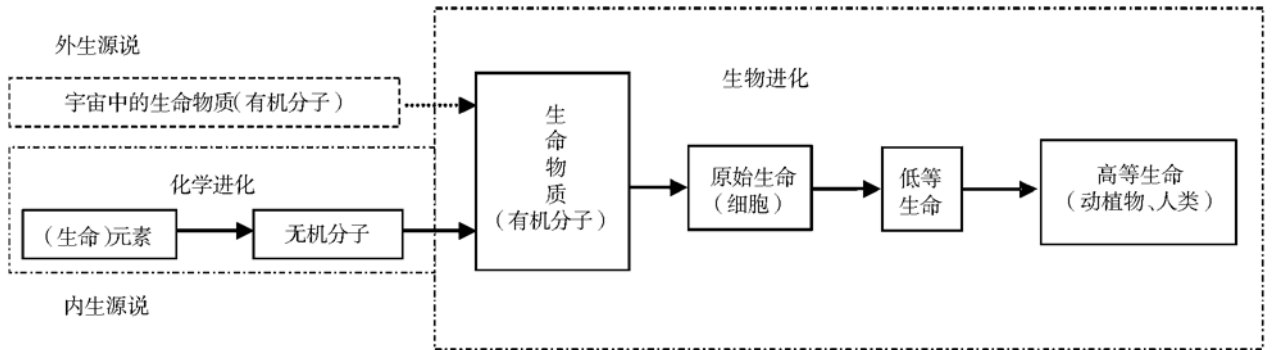 外生源说
宇宙中的生命物质(有机分子)
化学进化
(生命)元素
无机分子
内生源说
生
命
物
质
(有机分子)
生物进化
原始生命
(细胞)
低等
生命
高等生命
(动植物、人类)